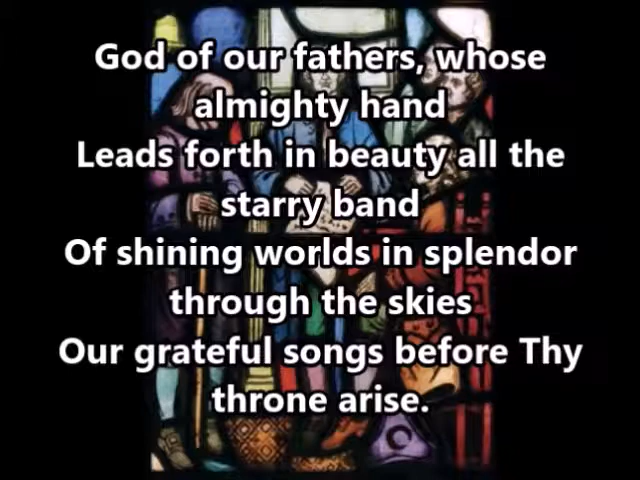 God of our fathers, whose
almighty hand
Leads forth in beauty all the
starry band
Of shining worlds in splendor
through the skies
Our grateful songs before Thy
throne arise.